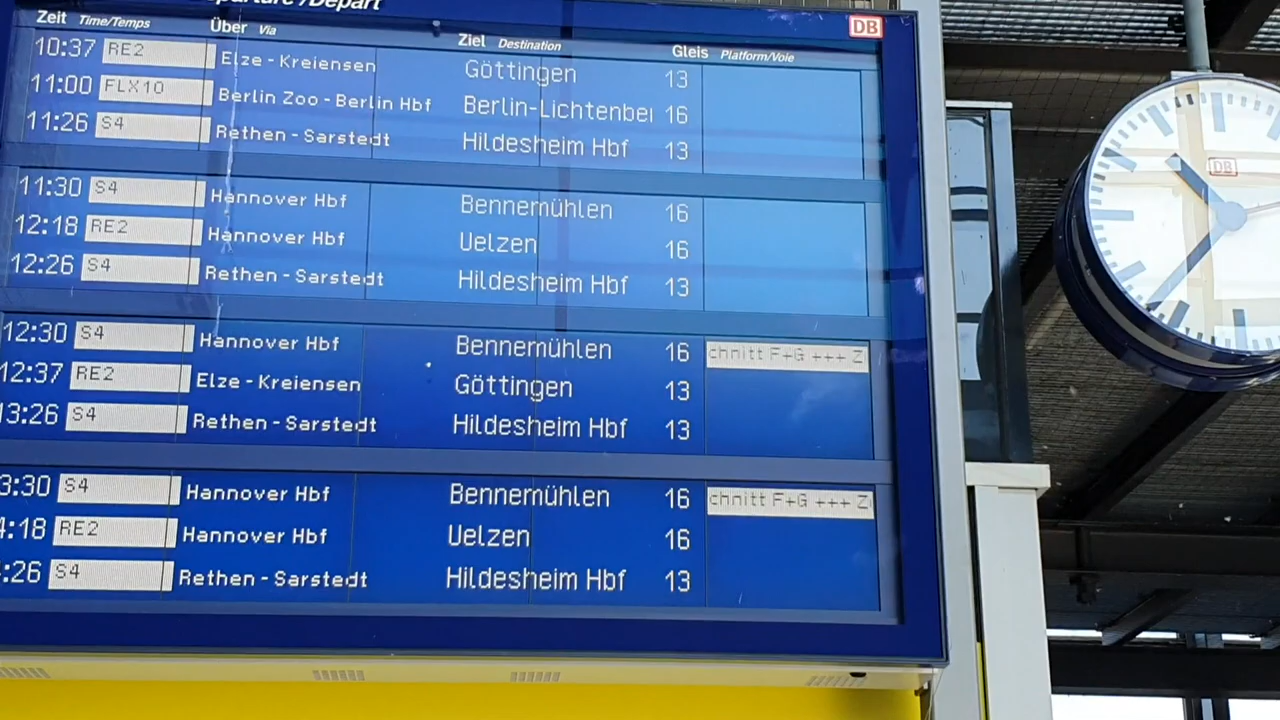 parture / Départ
Zeit Time/Temps Über Via Ziel Destination Gleis Platform/Voie DB
10:37 RE2 Elze - Kreiensen Göttingen 13
11:00 FLX10 Berlin Zoo - Berlin Hbf Berlin-Lichtenber 16
11:26 S4 Rethen - Sarstedt Hildesheim Hbf 13
11:30 S4 Hannover Hbf Bennemühlen 16
12:18 RE2 Hannover Hbf Uelzen 16
12:26 S4 Rethen - Sarstedt Hildesheim Hbf 13
12:30 S4 Hannover Hbf Bennemühlen 16 chnitt F+G +++ Z
12:37 RE2 Elze - Kreiensen Göttingen 13
13:26 S4 Rethen - Sarstedt Hildesheim Hbf 13
3:30 S4 Hannover Hbf Bennemühlen 16 chnitt F+G +++ Z
4:18 RE2 Hannover Hbf Uelzen 16
:26 S4 Rethen - Sarstedt Hildesheim Hbf 13
DB